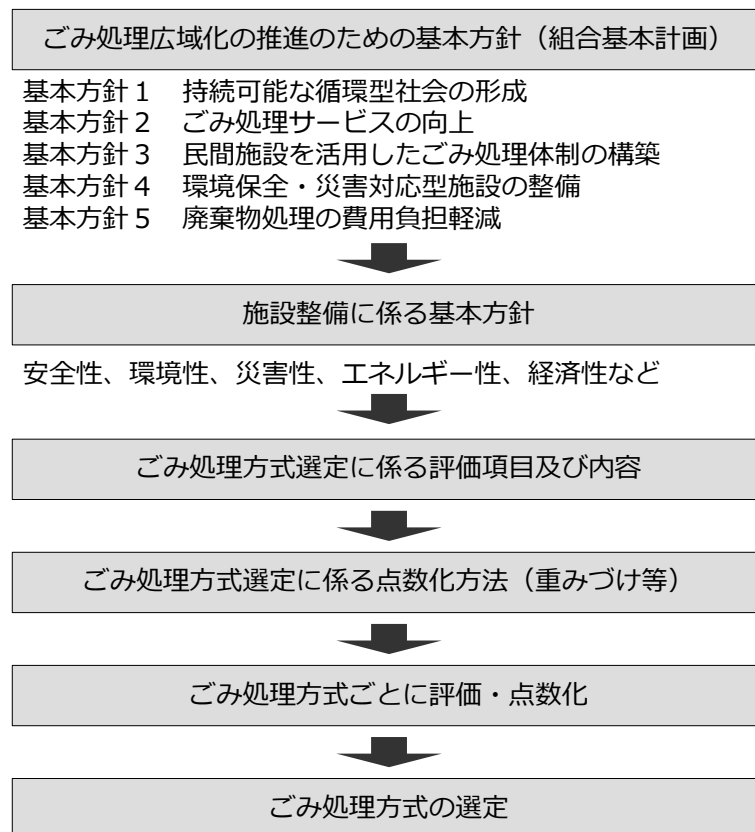 ごみ処理広域化の推進のための基本方針（組合基本計画）
基本方針１　持続可能な循環型社会の形成
基本方針２　ごみ処理サービスの向上
基本方針３　民間施設を活用したごみ処理体制の構築
基本方針４　環境保全・災害対応型施設の整備
基本方針５　廃棄物処理の費用負担軽減
施設整備に係る基本方針
安全性、環境性、災害性、エネルギー性、経済性など
ごみ処理方式選定に係る評価項目及び内容
ごみ処理方式選定に係る点数化方法（重みづけ等）
ごみ処理方式ごとに評価・点数化
ごみ処理方式の選定